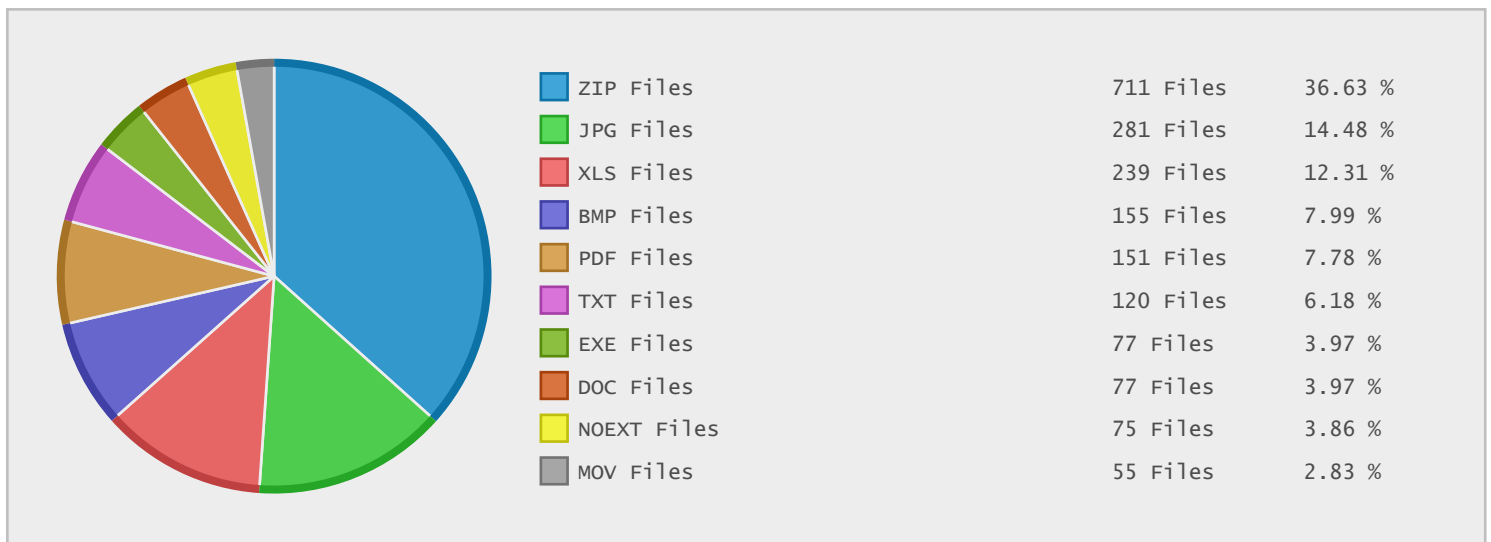 ZIP Files 711 Files 36.63 %
JPG Files 281 Files 14.48 %
XLS Files 239 Files 12.31 %
BMP Files 155 Files 7.99 %
PDF Files 151 Files 7.78 %
TXT Files 120 Files 6.18 %
EXE Files 77 Files 3.97 %
DOC Files 77 Files 3.97 %
NOEXT Files 75 Files 3.86 %
MOV Files 55 Files 2.83 %